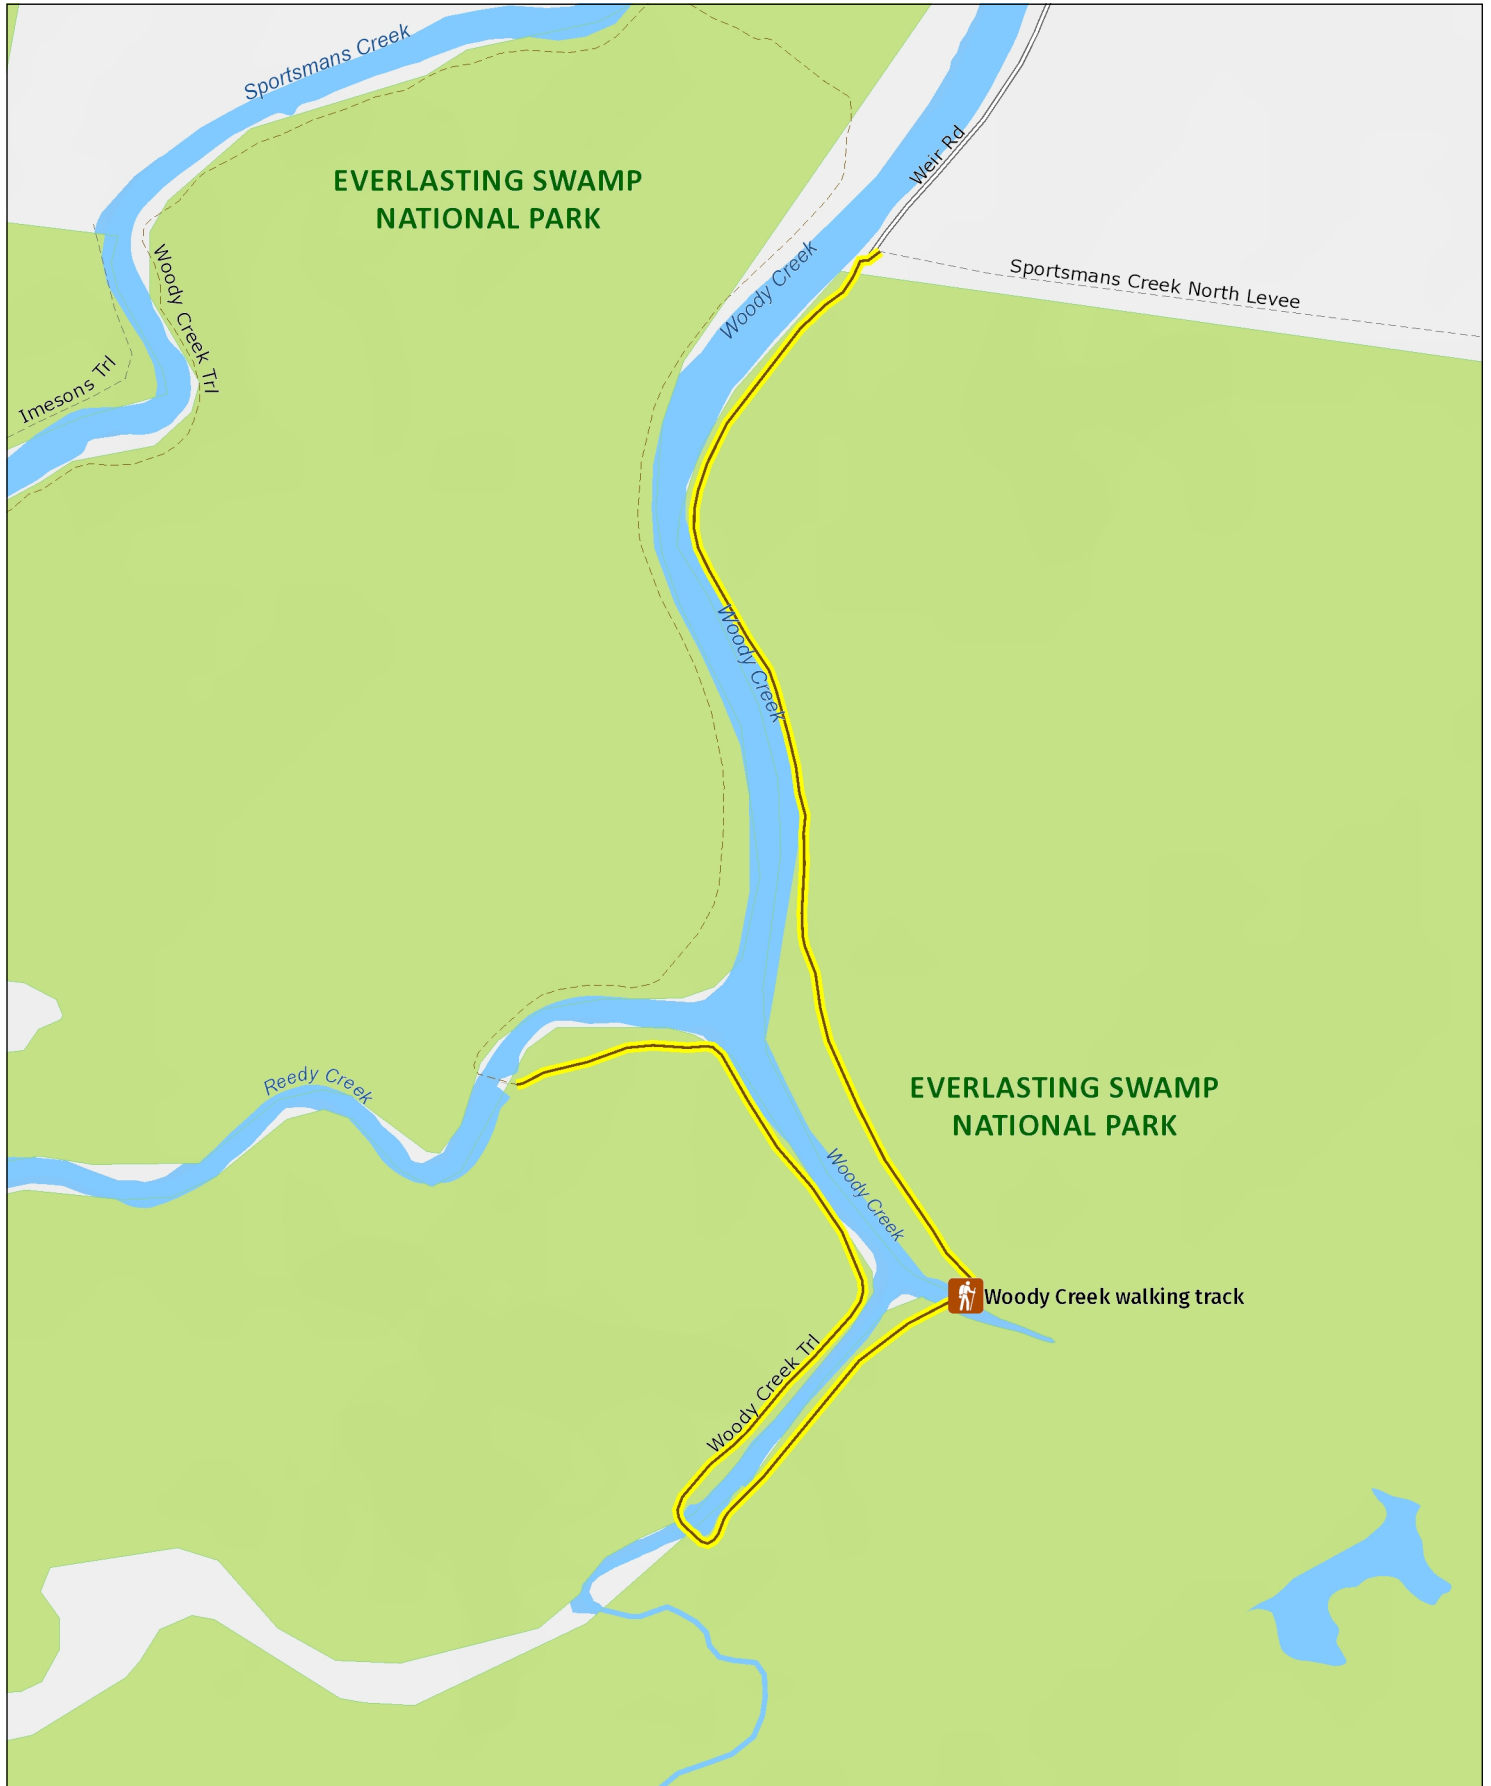 Sportsmans Creek
EVERLASTING SWAMP
NATIONAL PARK
Weir Rd
Woody Creek
Woody Creek Trl
Sportsmans Creek North Levee
Imesons Trl
Woody Creek
Reedy Creek
EVERLASTING SWAMP
NATIONAL PARK
Woody Creek
Woody Creek walking track
Woody Creek Trl